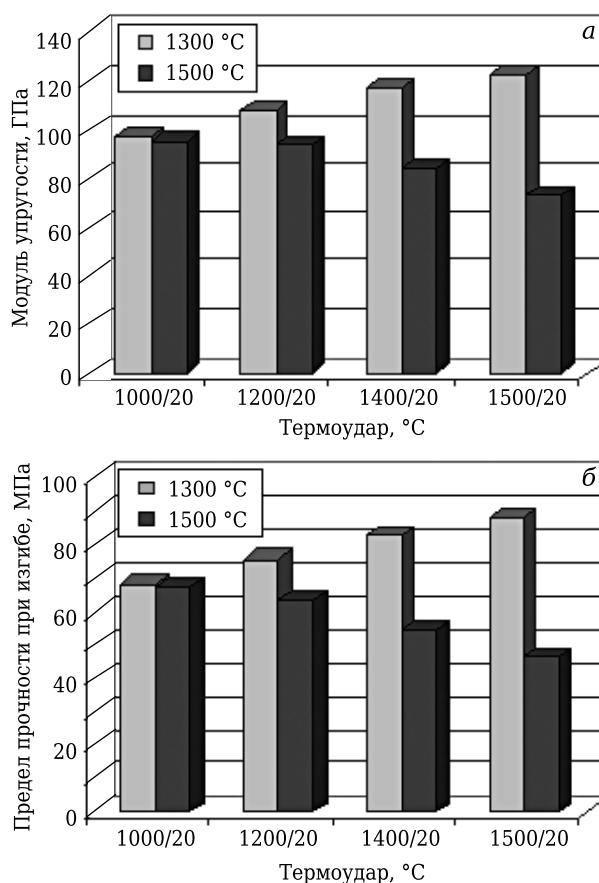 а
140
120
100
80
60
40
20
0
Модуль упругости, ГПа
1300 °C
1500 °C
1000/20 1200/20 1400/20 1500/20
Термоудар, °C
б
100
80
60
40
20
0
Предел прочности при изгибе, МПа
1300 °C
1500 °C
1000/20 1200/20 1400/20 1500/20
Термоудар, °C